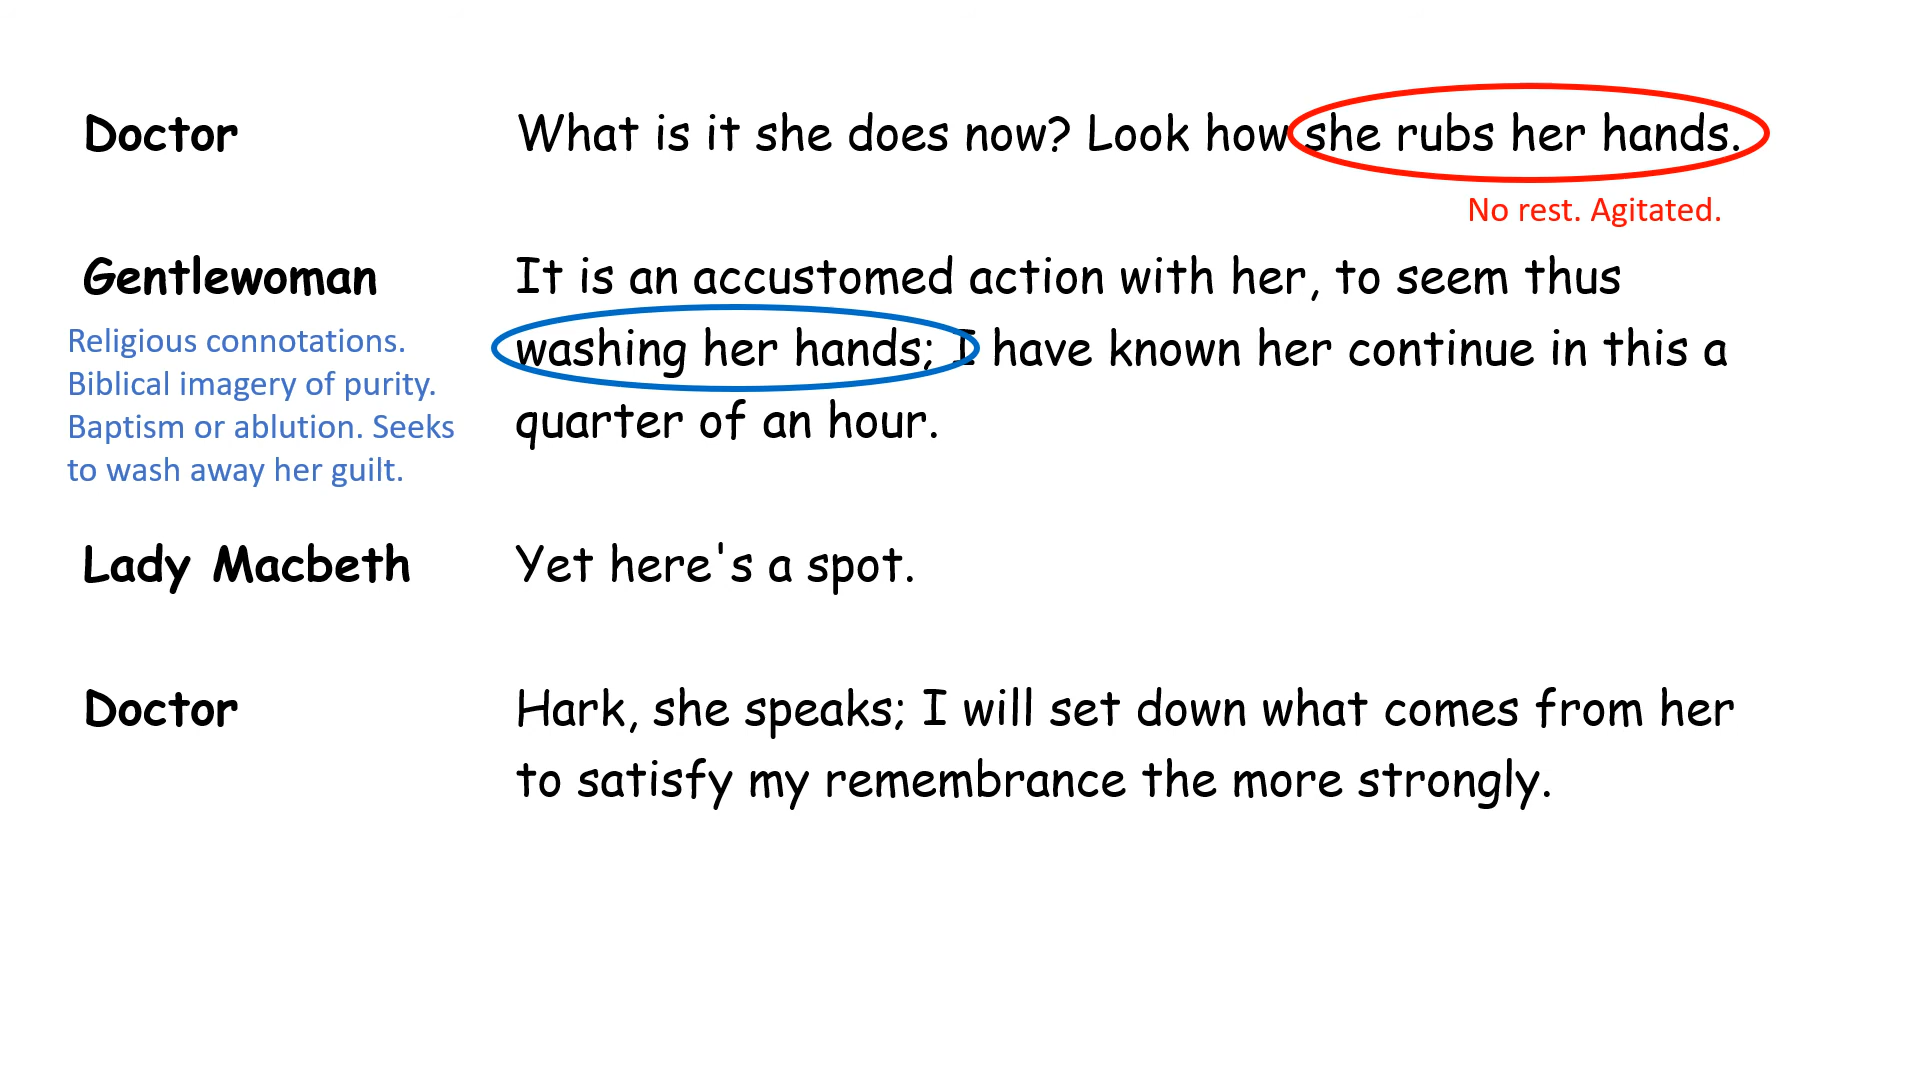 Doctor
What is it she does now? Look how she rubs her hands.
No rest. Agitated.
Gentlewoman
It is an accustomed action with her, to seem thus
washing her hands; I have known her continue in this a
quarter of an hour.
Religious connotations.
Biblical imagery of purity.
Baptism or ablution. Seeks
to wash away her guilt.
Lady Macbeth
Yet here's a spot.
Doctor
Hark, she speaks; I will set down what comes from her
to satisfy my remembrance the more strongly.